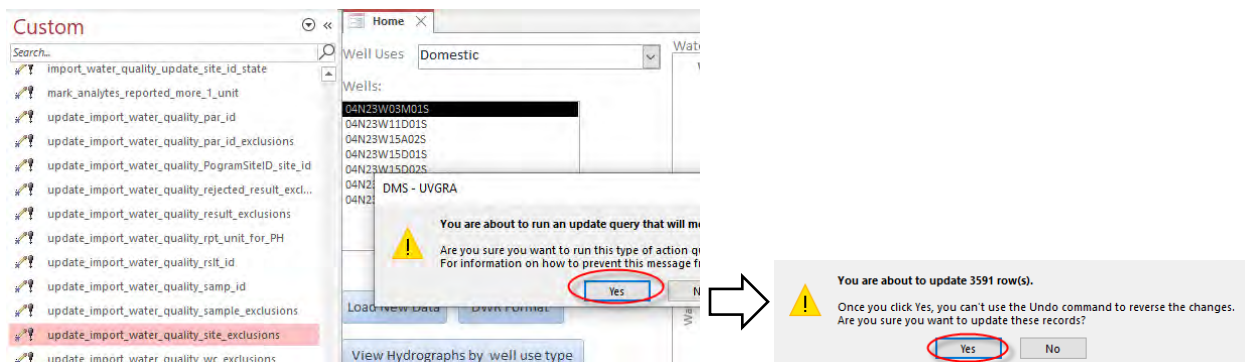 Custom
Search...
import_water_quality_update_site_id_state
mark_analytes_reported_more_1_unit
update_import_water_quality_par_id
update_import_water_quality_par_id_exclusions
update_import_water_quality_PogramSiteID_site_id
update_import_water_quality_rejected_result_excl...
update_import_water_quality_result_exclusions
update_import_water_quality_rpt_unit_for_PH
update_import_water_quality_rslt_id
update_import_water_quality_samp_id
update_import_water_quality_sample_exclusions
update_import_water_quality_site_exclusions
update_import_water_quality_wc_exclusions
Home
Well Uses Domestic
Wells:
04N23W03M01S
04N23W11D01S
04N23W15A02S
04N23W15D01S
04N23W15D02S
DMS - UVGRA
You are about to run an update query that will
Are you sure you want to run this type of action
For information on how to prevent this message
Yes
Load New Data
DWR Format
View Hydrographs by well use type
You are about to update 3591 row(s).
Once you click Yes, you can't use the Undo command to reverse the changes.
Are you sure you want to update these records?
Yes No